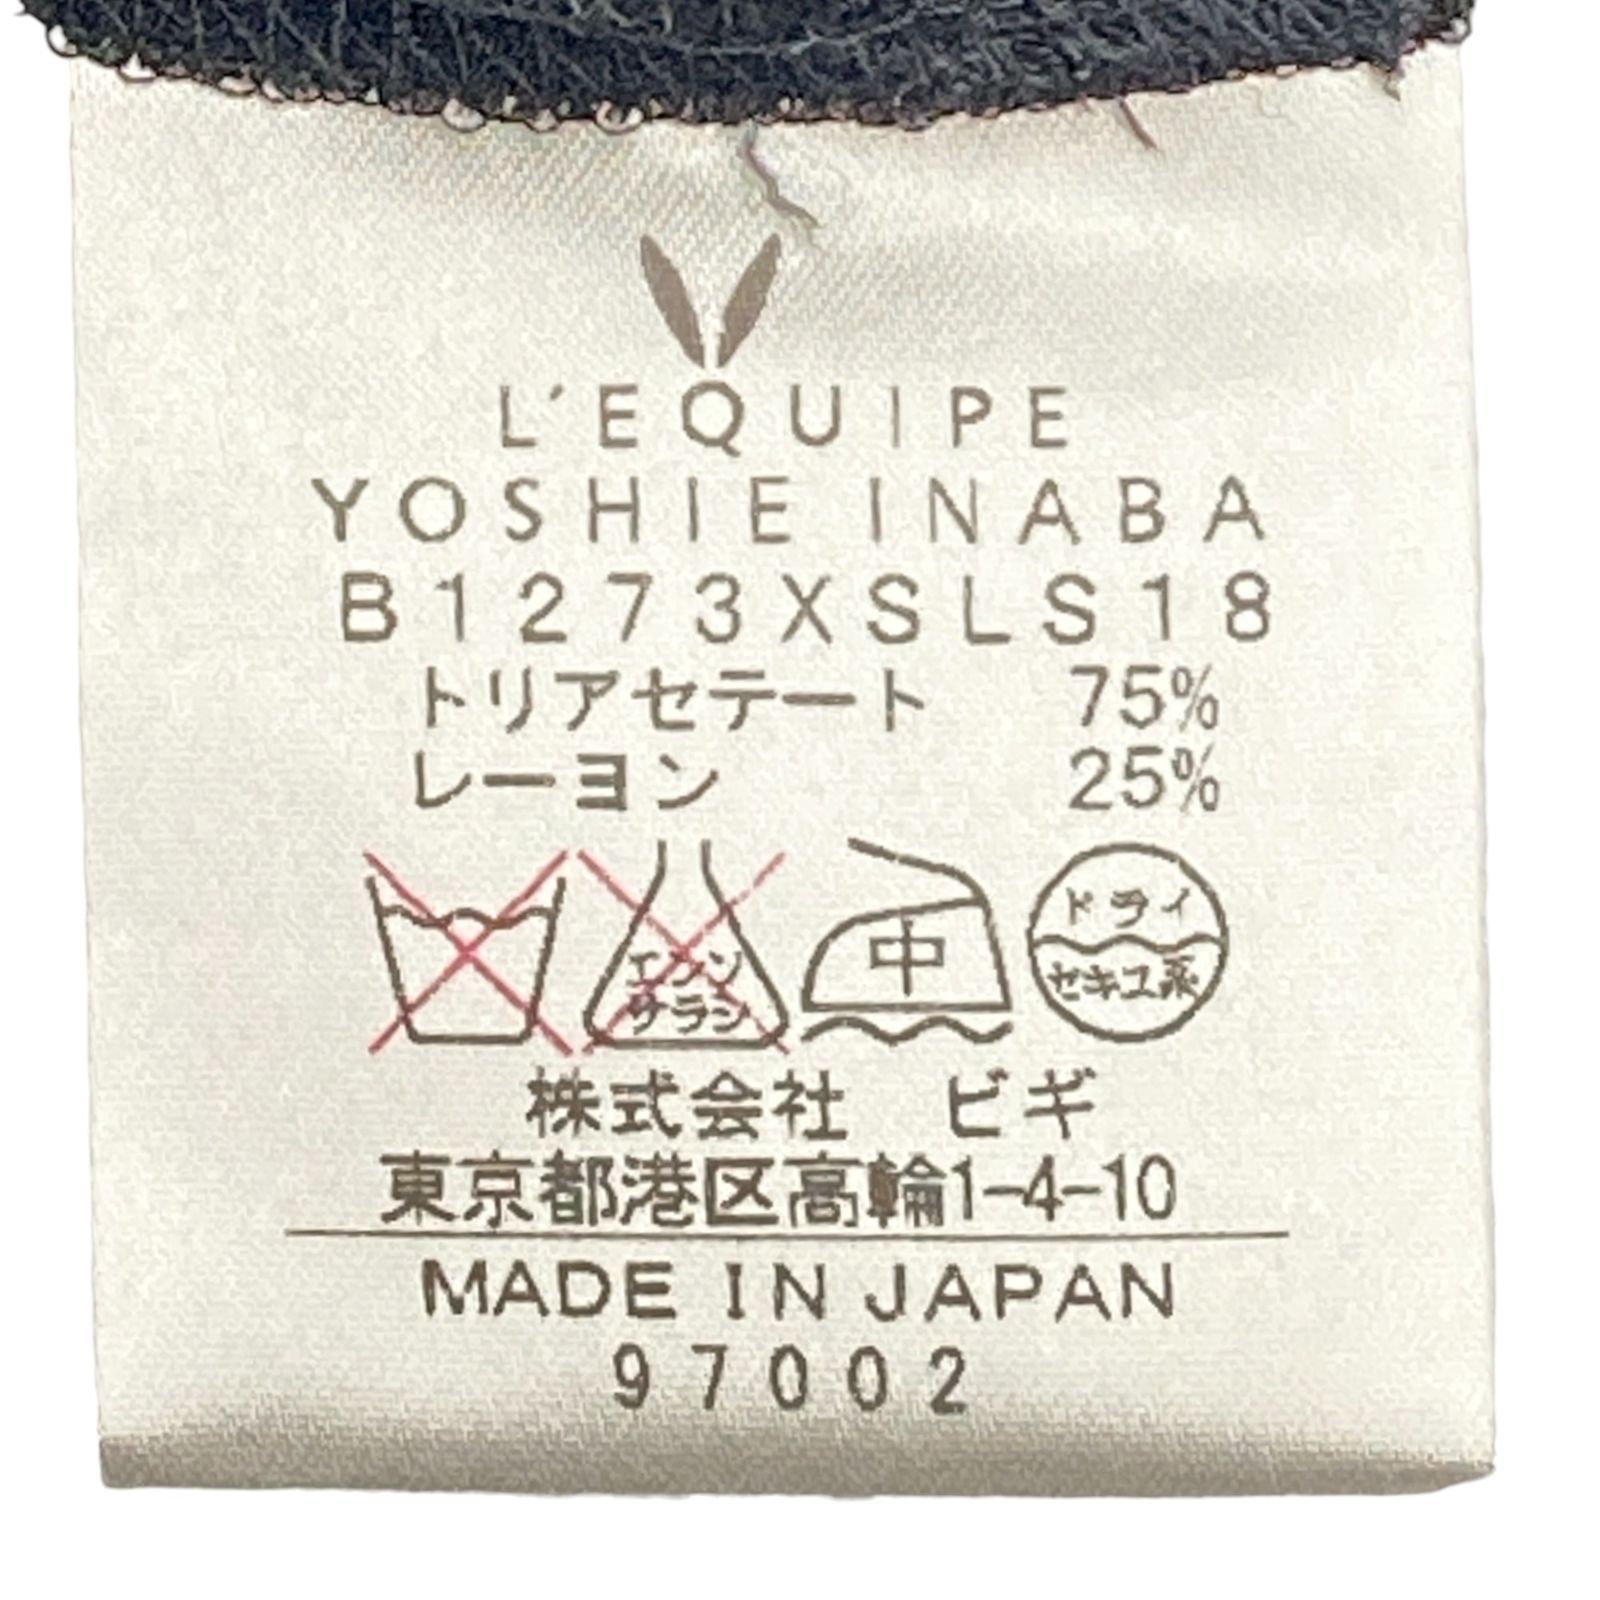 L'EQUIPE
YOSHIE INABA
B1273XSLS18
トリアセテート 75%
レーヨン 25%
エンソ
サラシ
中
ドライ
セキユ系
株式会社 ビギ
東京都港区高輪1-4-10
MADE IN JAPAN
97002